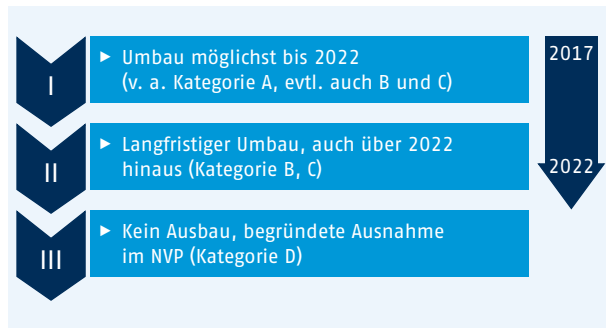 I
▶ Umbau möglichst bis 2022
(v. a. Kategorie A, evtl. auch B und C)
2017
II
▶ Langfristiger Umbau, auch über 2022
hinaus (Kategorie B, C)
2022
III
▶ Kein Ausbau, begründete Ausnahme
im NVP (Kategorie D)